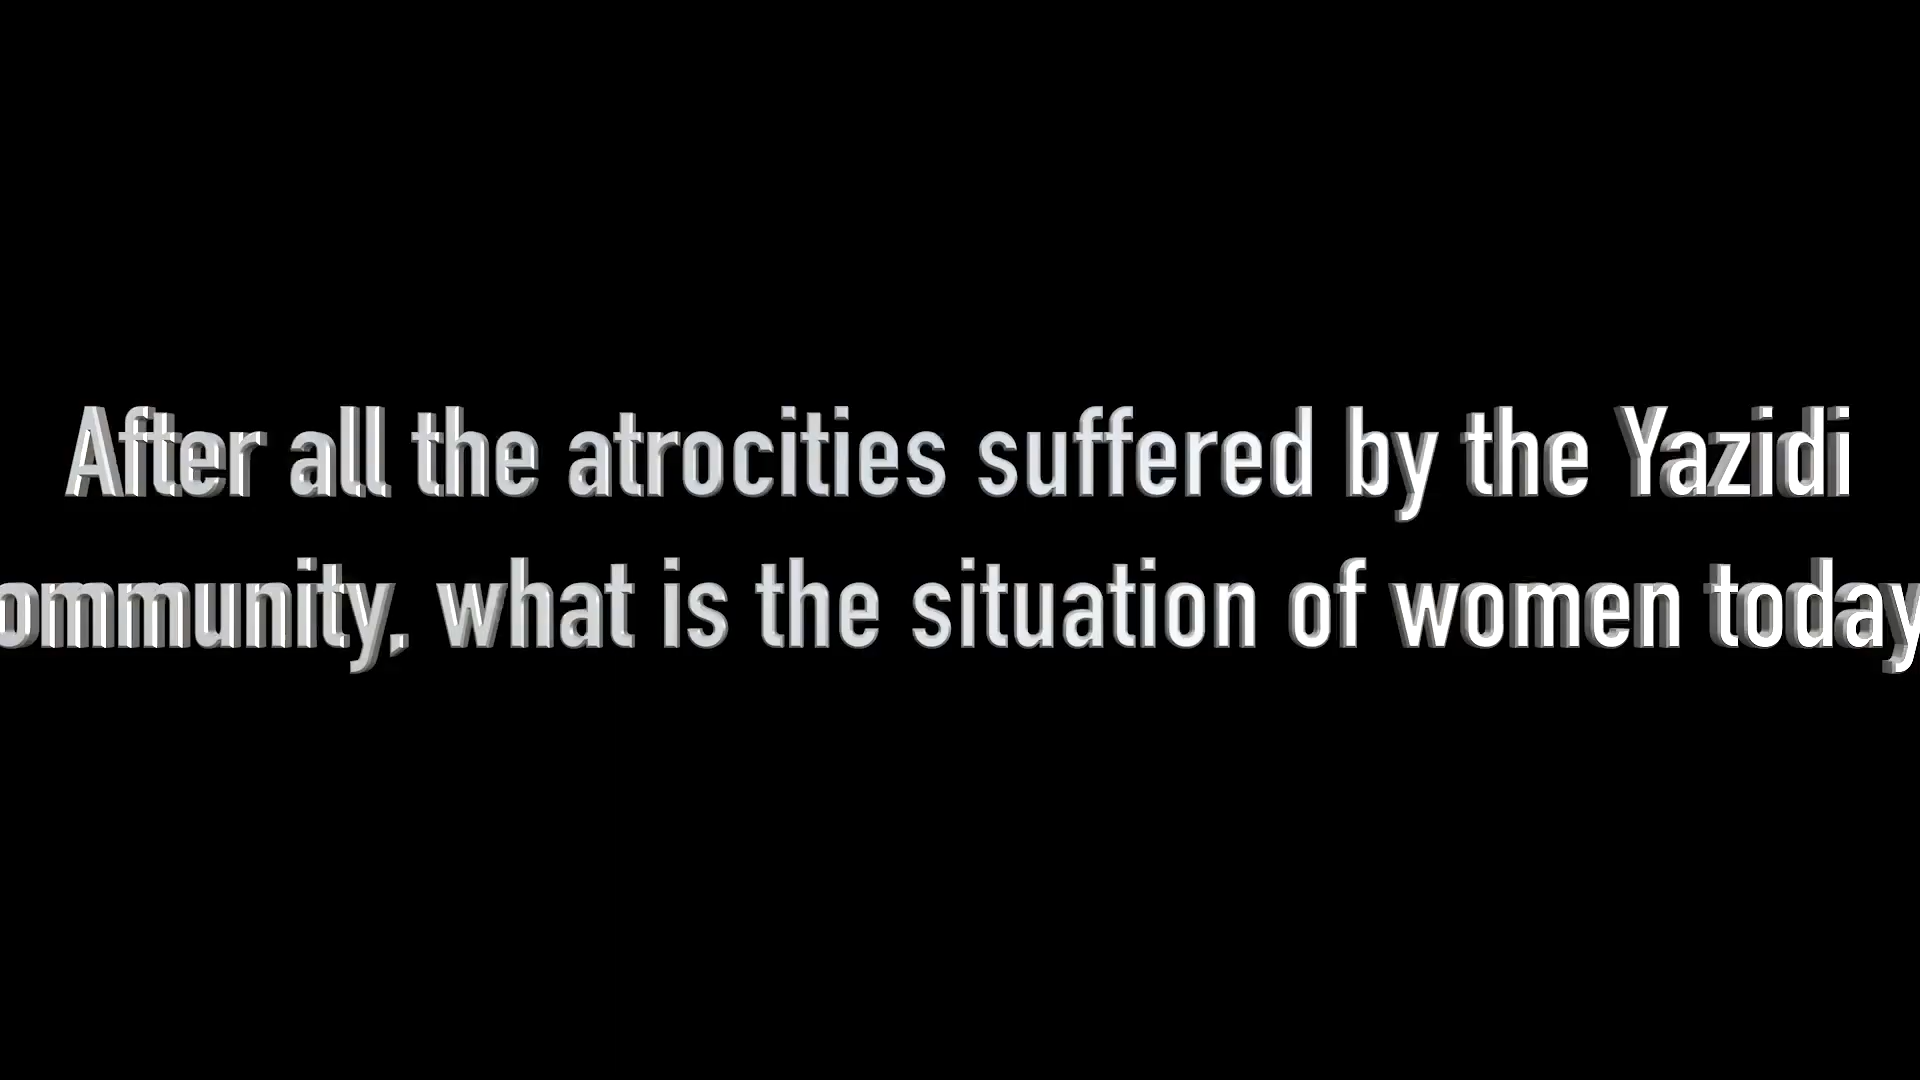 After all the atrocities suffered by the Yazidi
ommunity, what is the situation of women today